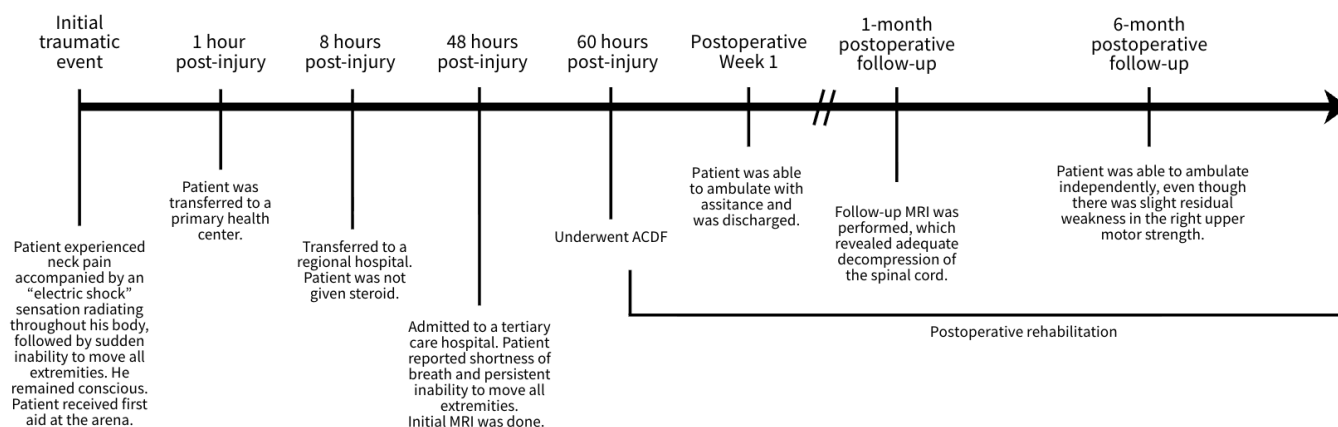 Initial
traumatic
event
1 hour
post-injury
8 hours
post-injury
48 hours
post-injury
60 hours
post-injury
Postoperative
Week 1
1-month
postoperative
follow-up
6-month
postoperative
follow-up
Patient experienced
neck pain
accompanied by an
“electric shock”
sensation radiating
throughout his body,
followed by sudden
inability to move all
extremities. He
remained conscious.
Patient received first
aid at the arena.
Patient was
transferred to a
primary health
center.
Transferred to a
regional hospital.
Patient was not
given steroid.
Admitted to a tertiary
care hospital. Patient
reported shortness of
breath and persistent
inability to move all
extremities.
Initial MRI was done.
Underwent ACDF
Patient was able
to ambulate with
assitance and
was discharged.
Follow-up MRI was
performed, which
revealed adequate
decompression of
the spinal cord.
Patient was able to ambulate
independently, even though
there was slight residual
weakness in the right upper
motor strength.
Postoperative rehabilitation